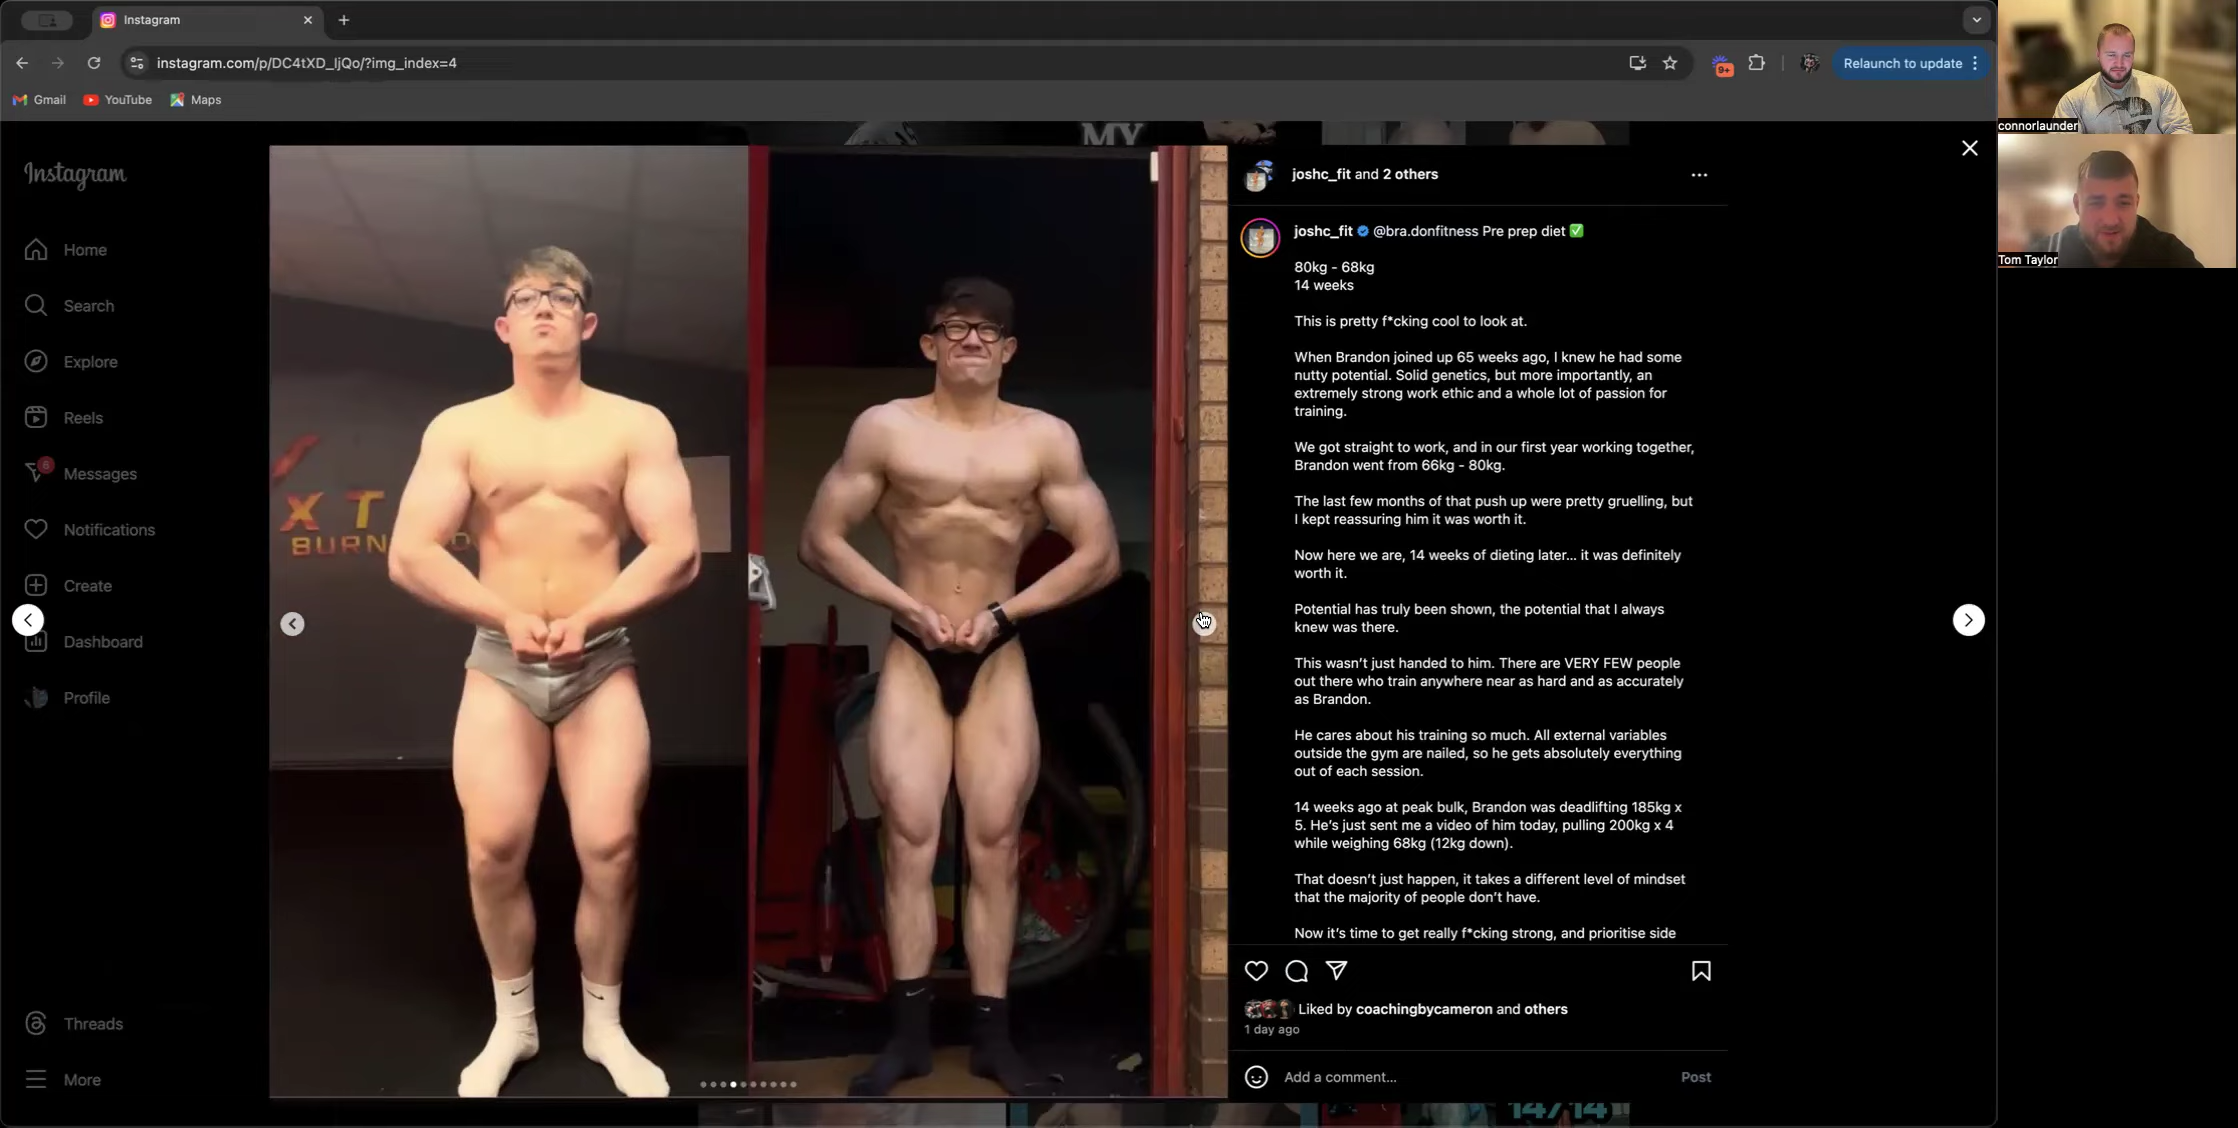 Instagram
instagram.com/p/DC4tXD_ljQo/?img_index=4
9+
Relaunch to update
Gmail
YouTube
Maps
connorlaunder
Tom Taylor
MY
Instagram
Home
Search
Explore
Reels
6
Messages
Notifications
Create
Dashboard
Profile
Threads
More
XT
BURN
joshc_fit and 2 others
joshc_fit @bra.donfitness Pre prep diet ✅
80kg - 68kg
14 weeks
This is pretty f*cking cool to look at.
When Brandon joined up 65 weeks ago, I knew he had some
nutty potential. Solid genetics, but more importantly, an
extremely strong work ethic and a whole lot of passion for
training.
We got straight to work, and in our first year working together,
Brandon went from 66kg - 80kg.
The last few months of that push up were pretty gruelling, but
I kept reassuring him it was worth it.
Now here we are, 14 weeks of dieting later... it was definitely
worth it.
Potential has truly been shown, the potential that I always
knew was there.
This wasn't just handed to him. There are VERY FEW people
out there who train anywhere near as hard and as accurately
as Brandon.
He cares about his training so much. All external variables
outside the gym are nailed, so he gets absolutely everything
out of each session.
14 weeks ago at peak bulk, Brandon was deadlifting 185kg x
5. He's just sent me a video of him today, pulling 200kg x 4
while weighing 68kg (12kg down).
That doesn't just happen, it takes a different level of mindset
that the majority of people don't have.
Now it's time to get really f*cking strong, and prioritise side
Liked by coachingbycameron and others
1 day ago
Add a comment...
Post
14/14